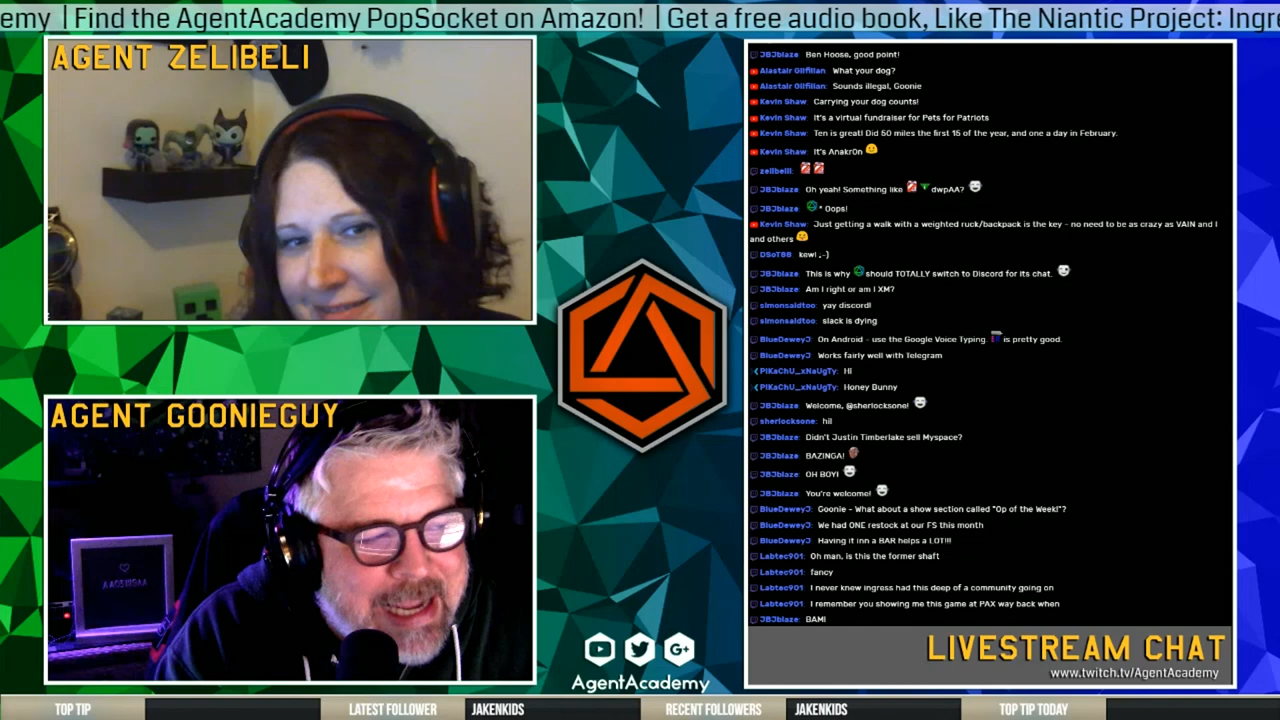 emy | Find the AgentAcademy PopSocket on Amazon! | Get a free audio book, Like The Niantic Project: Ingre
AGENT ZELIBELI
AGENT GOONIEGUY
AgentAcademy
JBJblaze: Ben Hoose, good point!
Alastair Gilfillan: What your dog?
Alastair Gilfillan: Sounds illegal, Goonie
Kevin Shaw: Carrying your dog counts!
Kevin Shaw: It's a virtual fundraiser for Pets for Patriots
Kevin Shaw: Ten is great! Did 50 miles the first 15 of the year, and one a day in February.
Kevin Shaw: It's Anakr0n
zelibeli:
JBJblaze: Oh yeah! Something like dwpAA?
JBJblaze: * Oops!
Kevin Shaw: Just getting a walk with a weighted ruck/backpack is the key - no need to be as crazy as VAIN and I
and others
DSoT88: kewl ;-)
JBJblaze: This is why should TOTALLY switch to Discord for its chat.
JBJblaze: Am I right or am I XM?
simonsaidtoo: yay discord!
simonsaidtoo: slack is dying
BlueDeweyJ: On Android - use the Google Voice Typing. is pretty good.
BlueDeweyJ: Works fairly well with Telegram
PiKaChU_xNaUgTy: Hi
PiKaChU_xNaUgTy: Honey Bunny
JBJblaze: Welcome, @sherlocksone!
sherlocksone: hi!
JBJblaze: Didn't Justin Timberlake sell Myspace?
JBJblaze: BAZINGA!
JBJblaze: OH BOY!
JBJblaze: You're welcome!
BlueDeweyJ: Goonie - What about a show section called "Op of the Week!"?
BlueDeweyJ: We had ONE restock at our FS this month
BlueDeweyJ: Having it inn a BAR helps a LOT!!!
Labtec901: Oh man, is this the former shaft
Labtec901: fancy
Labtec901 I never knew ingress had this deep of a community going on
Labtec901 I remember you showing me this game at PAX way back when
JBJblaze: BAM!
LIVESTREAM CHAT
www.twitch.tv/AgentAcademy
TOP TIP
LATEST FOLLOWER JAKENKIDS
RECENT FOLLOWERS JAKENKIDS
TOP TIP TODAY